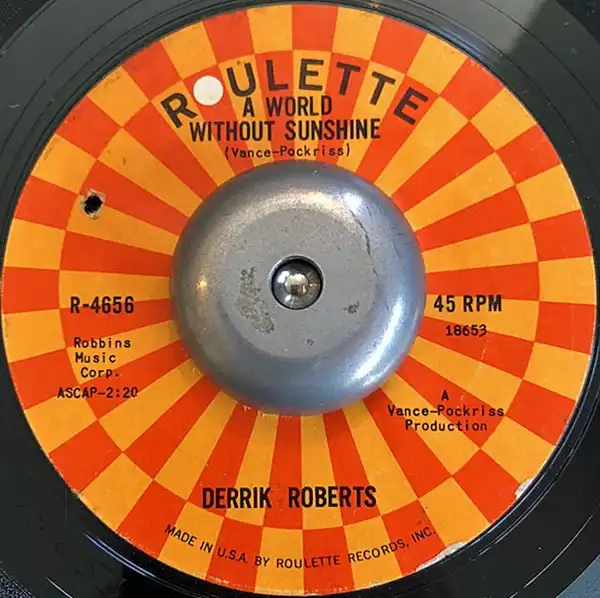 ROULETTE
A WORLD
WITHOUT SUNSHINE
(Vance-Pockriss)
R-4656
Robbins
Music
Corp.
ASCAP-2:20
45 RPM
18653
A
Vance-Pockriss
Production
DERRIK ROBERTS
MADE IN U.S.A. BY ROULETTE RECORDS, INC.